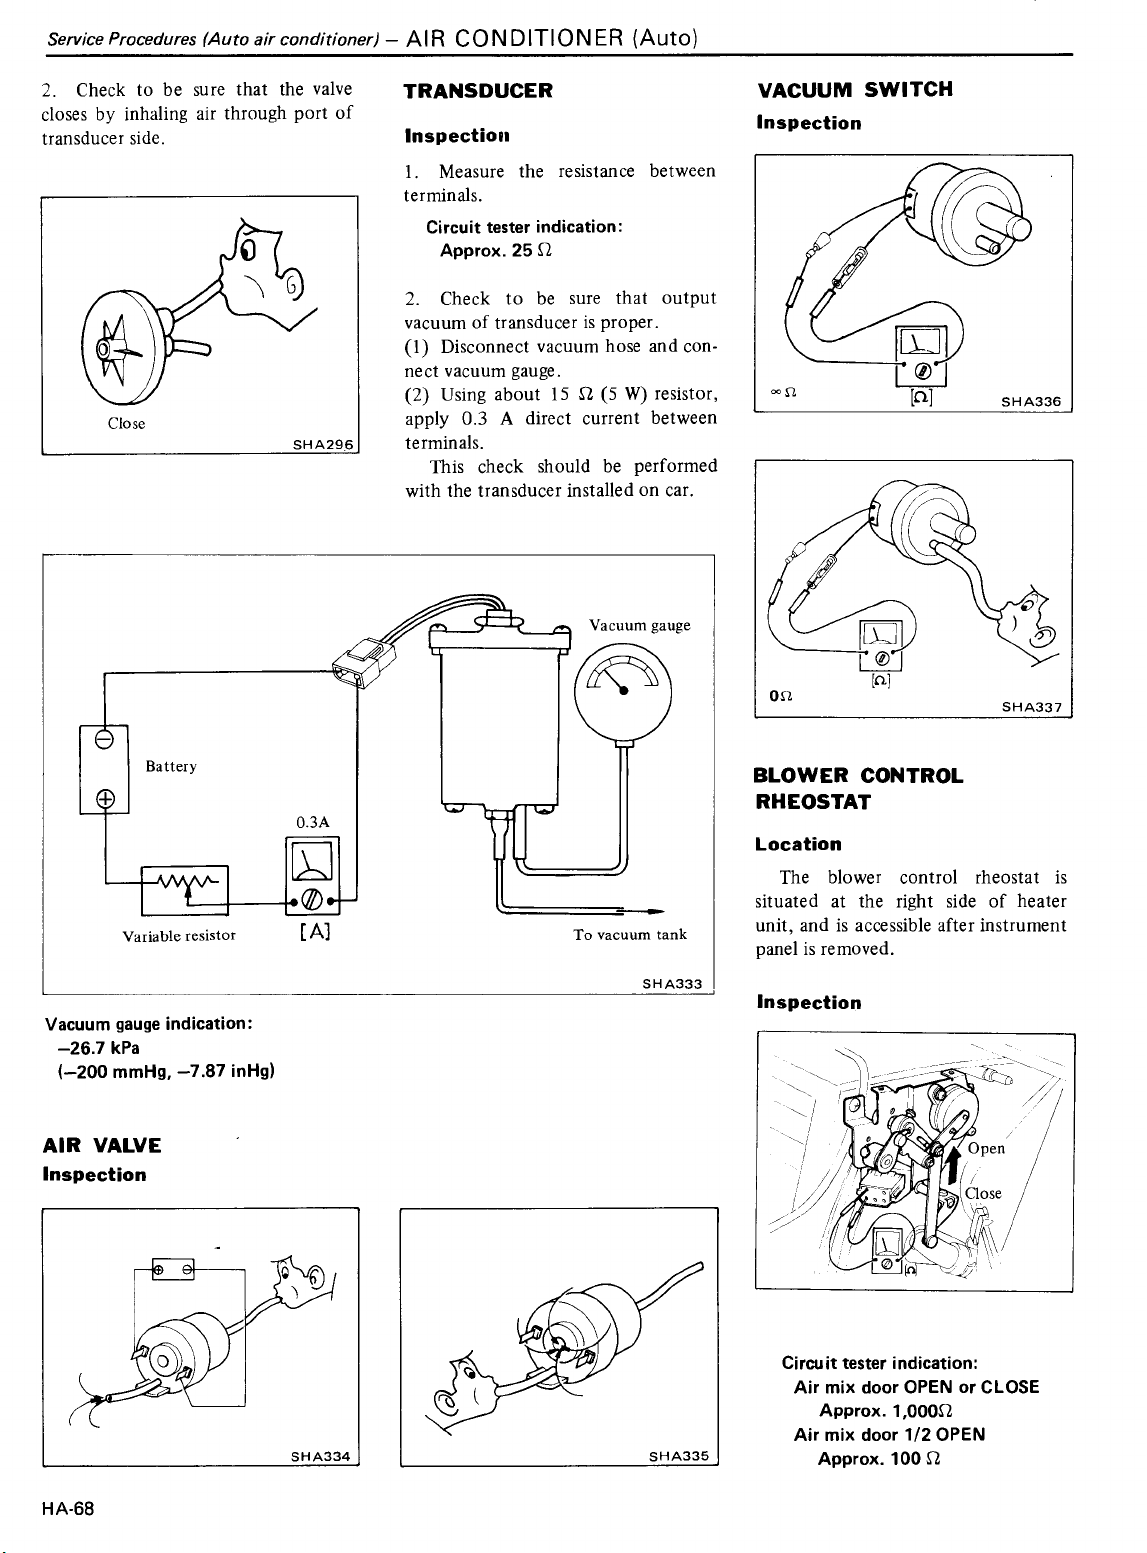 Service Procedures (Auto air conditioner) – AIR CONDITIONER (Auto)
2. Check to be sure that the valve
closes by inhaling air through port of
transducer side.
Close
SHA296
TRANSDUCER
Inspection
1. Measure the resistance between
terminals.
Circuit tester indication:
Approx. 25 Ω
2. Check to be sure that output
vacuum of transducer is proper.
(1) Disconnect vacuum hose and con-
nect vacuum gauge.
(2) Using about 15 Ω (5 W) resistor,
apply 0.3 A direct current between
terminals.
This check should be performed
with the transducer installed on car.
Vacuum gauge
⊖
Battery
⊕
0.3A
Variable resistor
[A]
To vacuum tank
SHA333
Vacuum gauge indication:
–26.7 kPa
(–200 mmHg, –7.87 inHg)
AIR VALVE
Inspection
⊕ ⊖
SHA334
SHA335
VACUUM SWITCH
Inspection
∞ Ω
[Ω]
SHA336
[Ω]
0Ω
SHA337
BLOWER CONTROL
RHEOSTAT
Location
The blower control rheostat is
situated at the right side of heater
unit, and is accessible after instrument
panel is removed.
Inspection
Open
Close
[Ω]
Circuit tester indication:
Air mix door OPEN or CLOSE
Approx. 1,000Ω
Air mix door 1/2 OPEN
Approx. 100 Ω
HA-68